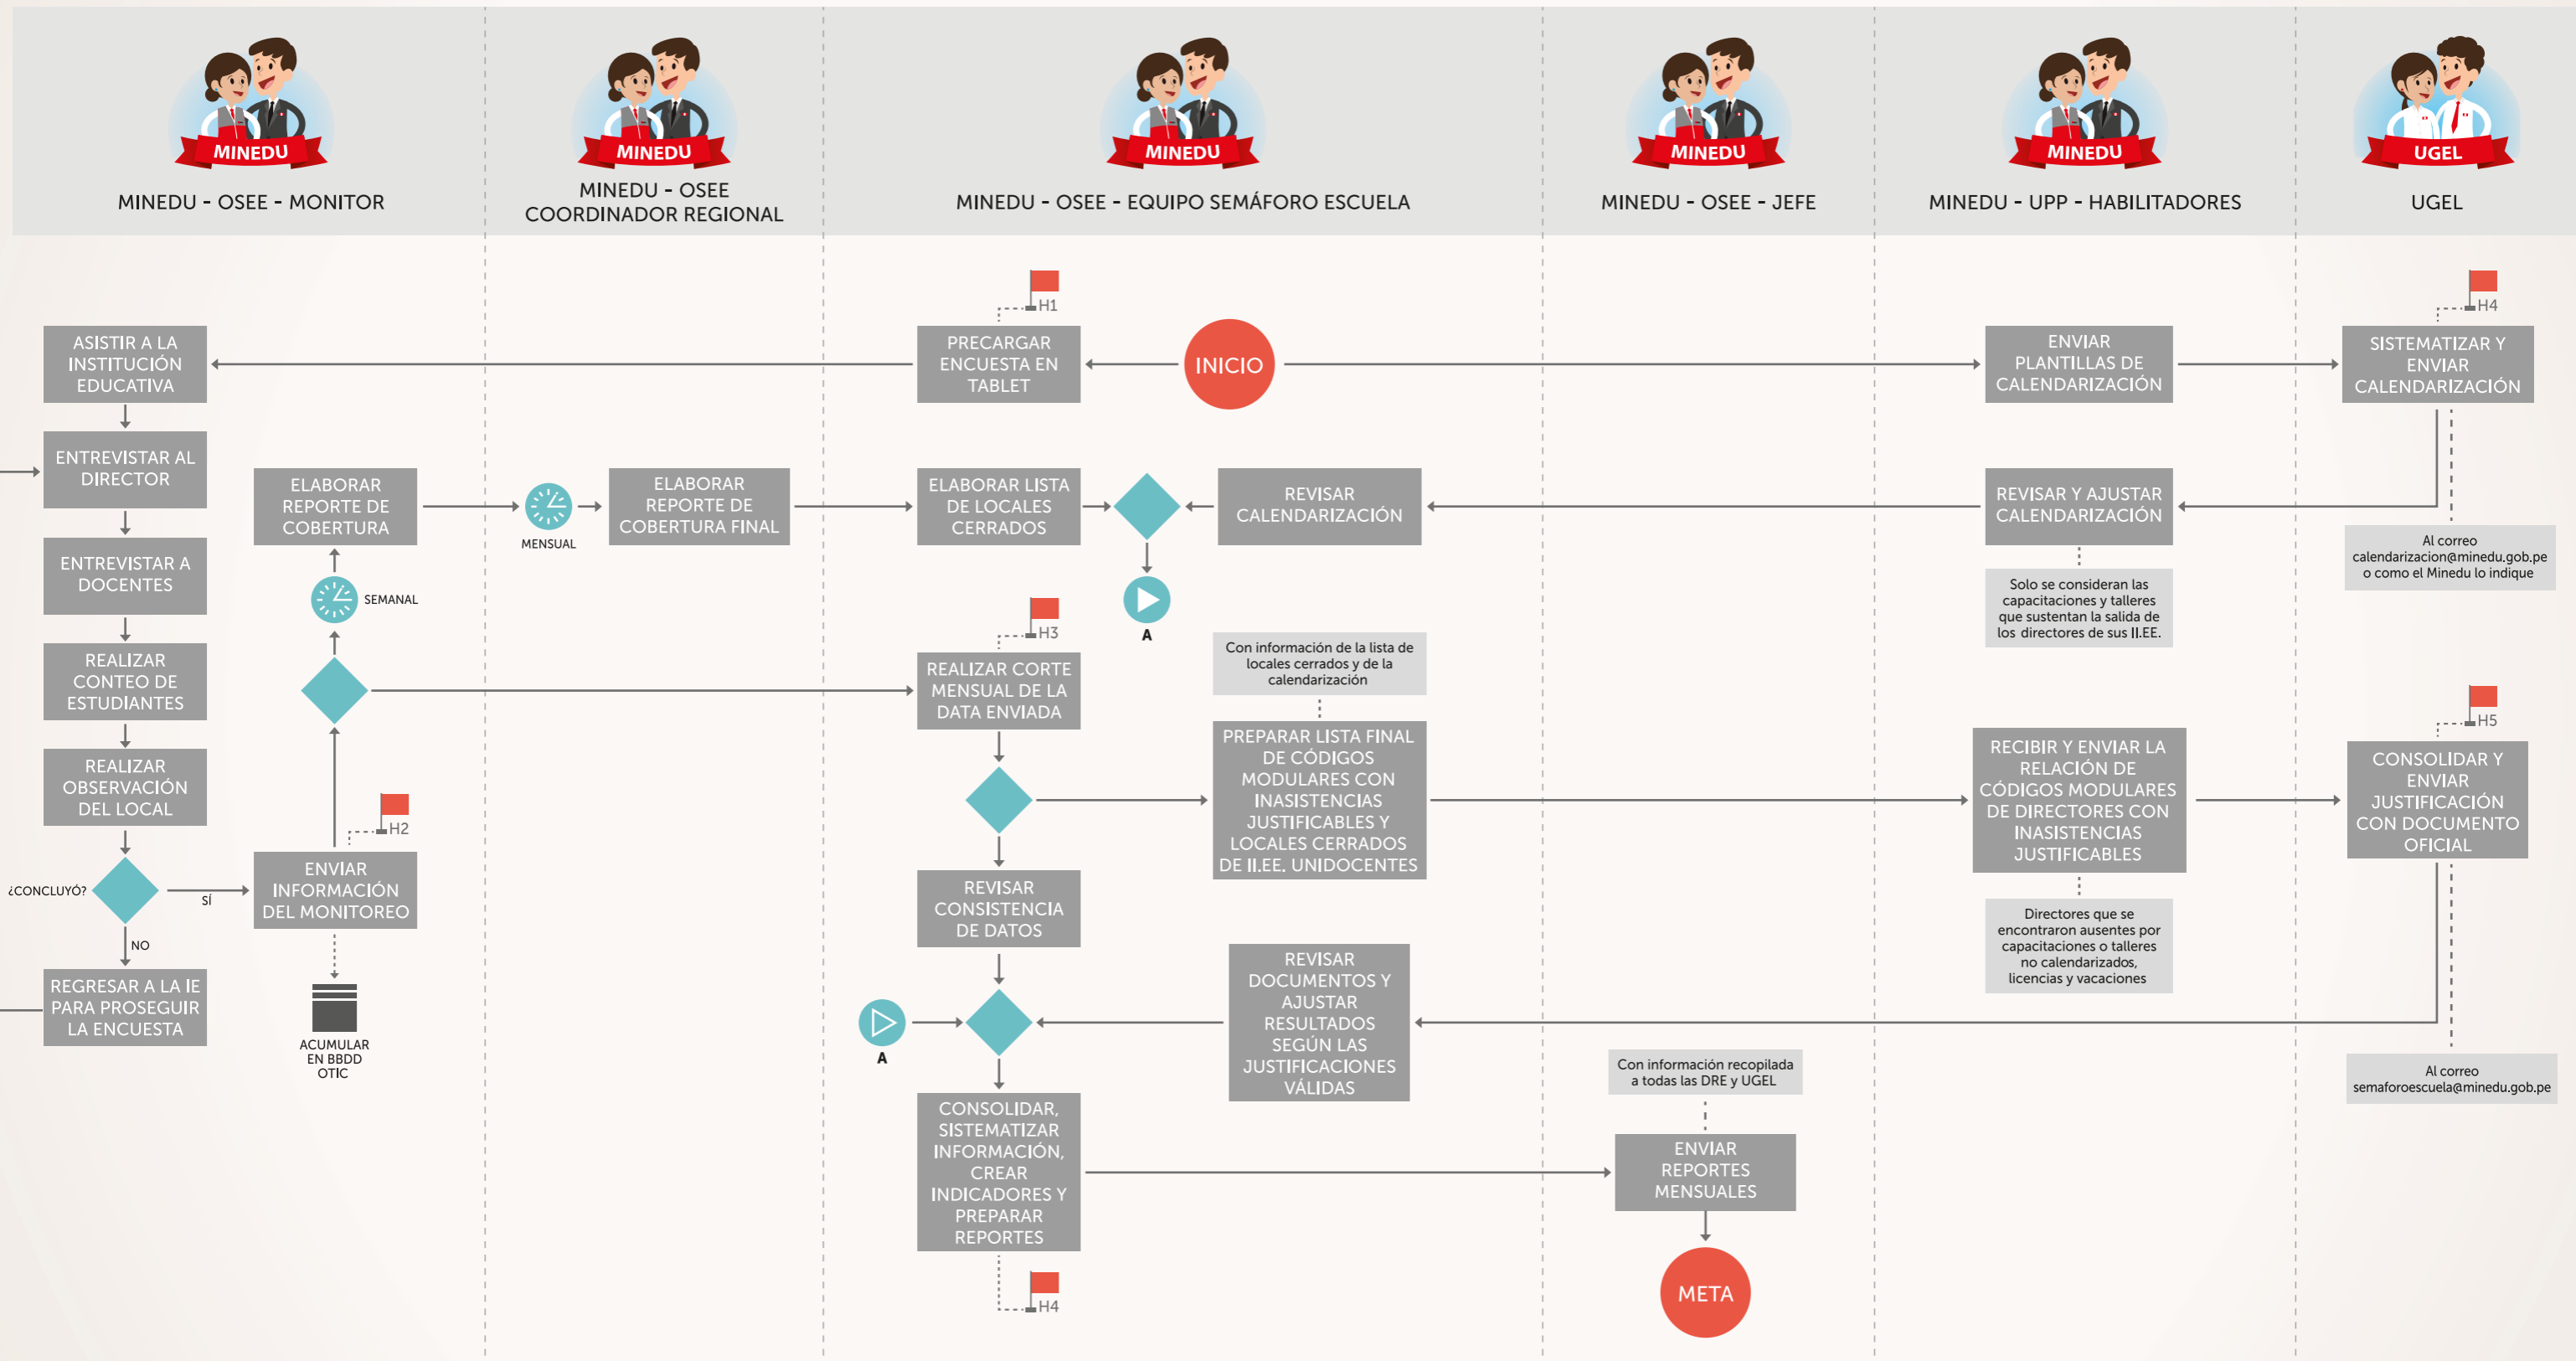 MINEDU
MINEDU - OSEE - MONITOR
MINEDU
MINEDU - OSEE
COORDINADOR REGIONAL
MINEDU
MINEDU - OSEE - EQUIPO SEMÁFORO ESCUELA
MINEDU
MINEDU - OSEE - JEFE
MINEDU
MINEDU - UPP - HABILITADORES
UGEL
UGEL
ASISTIR A LA
INSTITUCIÓN
EDUCATIVA
H1
PRECARGAR
ENCUESTA EN
TABLET
INICIO
ENVIAR
PLANTILLAS DE
CALENDARIZACIÓN
H4
SISTEMATIZAR Y
ENVIAR
CALENDARIZACIÓN
ENTREVISTAR AL
DIRECTOR
ELABORAR
REPORTE DE
COBERTURA
MENSUAL
ELABORAR
REPORTE DE
COBERTURA FINAL
ELABORAR LISTA
DE LOCALES
CERRADOS
REVISAR
CALENDARIZACIÓN
REVISAR Y AJUSTAR
CALENDARIZACIÓN
Al correo
calendarizacion@minedu.gob.pe
o como el Minedu lo indique
ENTREVISTAR A
DOCENTES
SEMANAL
A
Solo se consideran las
capacitaciones y talleres
que sustentan la salida de
los directores de sus II.EE.
REALIZAR
CONTEO DE
ESTUDIANTES
H3
REALIZAR CORTE
MENSUAL DE LA
DATA ENVIADA
Con información de la lista de
locales cerrados y de la
calendarización
REALIZAR
OBSERVACIÓN
DEL LOCAL
PREPARAR LISTA FINAL
DE CÓDIGOS
MODULARES CON
INASISTENCIAS
JUSTIFICABLES Y
LOCALES CERRADOS
DE II.EE. UNIDOCENTES
RECIBIR Y ENVIAR LA
RELACIÓN DE
CÓDIGOS MODULARES
DE DIRECTORES CON
INASISTENCIAS
JUSTIFICABLES
H5
CONSOLIDAR Y
ENVIAR
JUSTIFICACIÓN
CON DOCUMENTO
OFICIAL
¿CONCLUYÓ?
SÍ
NO
H2
ENVIAR
INFORMACIÓN
DEL MONITOREO
REVISAR
CONSISTENCIA
DE DATOS
Directores que se
encontraron ausentes por
capacitaciones o talleres
no calendarizados,
licencias y vacaciones
REGRESAR A LA IE
PARA PROSEGUIR
LA ENCUESTA
ACUMULAR
EN BBDD
OTIC
A
REVISAR
DOCUMENTOS Y
AJUSTAR
RESULTADOS
SEGÚN LAS
JUSTIFICACIONES
VÁLIDAS
Con información recopilada
a todas las DRE y UGEL
Al correo
semaforoescuela@minedu.gob.pe
CONSOLIDAR,
SISTEMATIZAR
INFORMACIÓN,
CREAR
INDICADORES Y
PREPARAR
REPORTES
ENVIAR
REPORTES
MENSUALES
H4
META